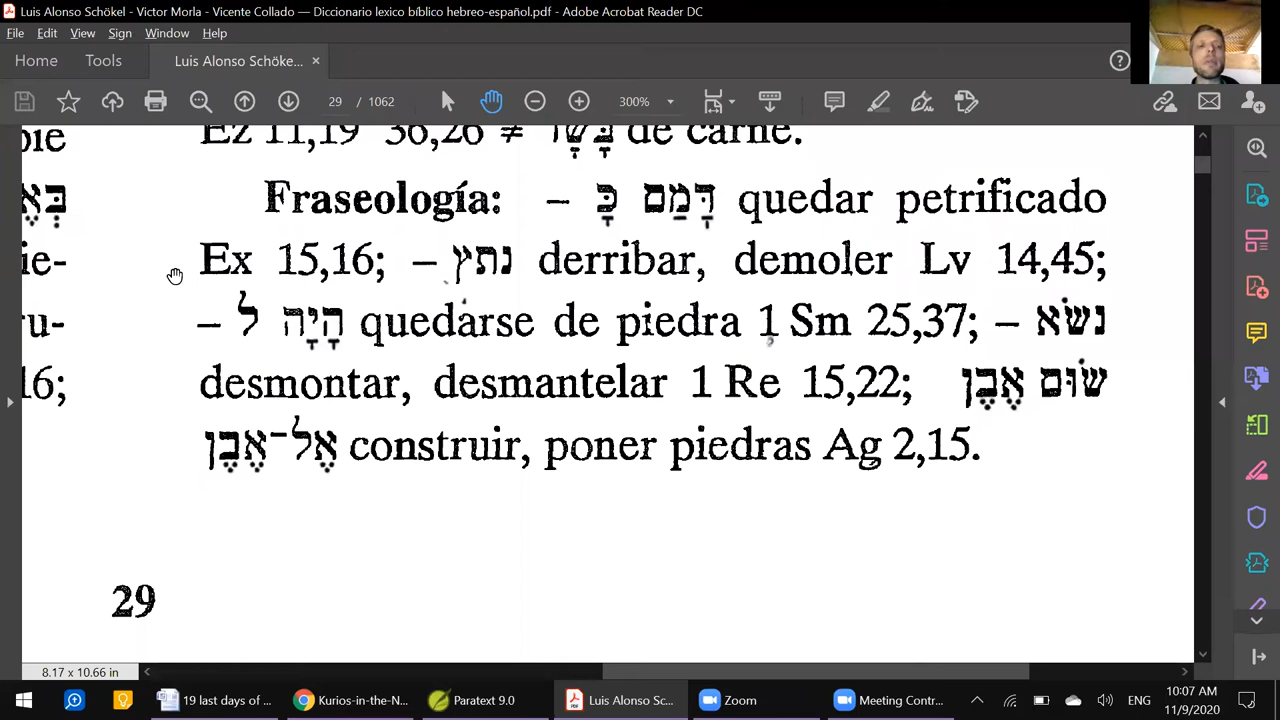 Luis Alonso Schökel - Victor Morla - Vicente Collado — Diccionario lexico bíblico hebreo-español.pdf - Adobe Acrobat Reader DC
File Edit View Sign Window Help
Home Tools Luis Alonso Schöke... ×
29 / 1062 300%
Ez 11,19 36,26 ≠ בָּשָׂר de carne.
Fraseología: – דָּמַם כָּ quedar petrificado
Ex 15,16; – נתץ derribar, demoler Lv 14,45;
– הָיָה ל quedarse de piedra 1 Sm 25,37; – נשׂא
desmontar, desmantelar 1 Re 15,22; שׂוּם אֶבֶן
אֶל־אֶבֶן construir, poner piedras Ag 2,15.
ie-
ru-
16;
29
8.17 x 10.66 in
19 last days of ... Kurios-in-the-N... Paratext 9.0 Luis Alonso Sc... Zoom Meeting Contr... ENG 10:07 AM
11/9/2020